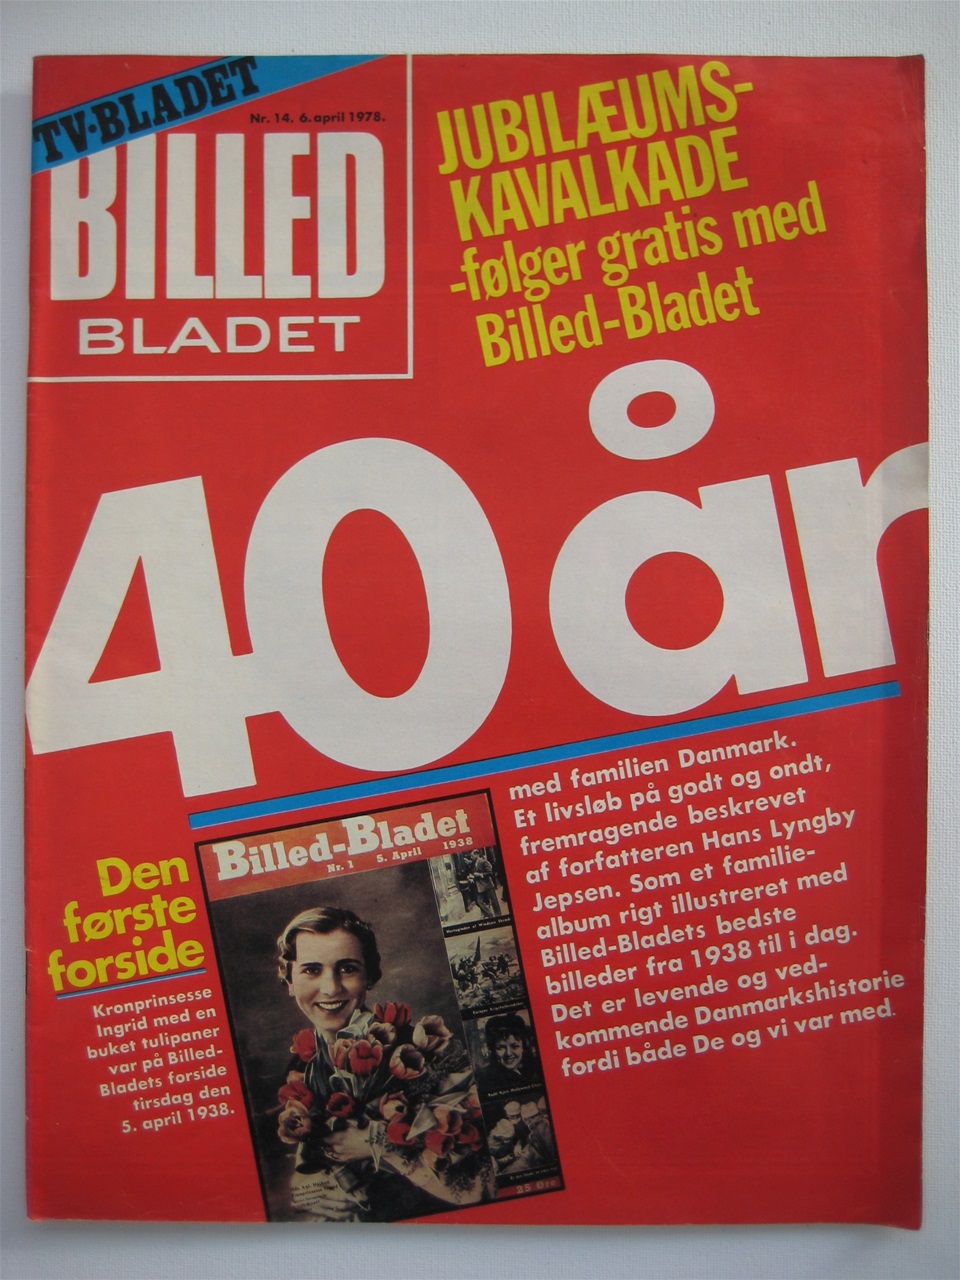 TV·BLADET
Nr. 14. 6. april 1978.
BILLED
BLADET
JUBILÆUMS-
KAVALKADE
-følger gratis med
Billed-Bladet
40 år
med familien Danmark.
Et livsløb på godt og ondt,
fremragende beskrevet
af forfatteren Hans Lyngby
Jepsen. Som et familie-
album rigt illustreret med
Billed-Bladets bedste
billeder fra 1938 til i dag.
Det er levende og ved-
kommende Danmarkshistorie
fordi både De og vi var med.
Den
første
forside
Kronprinsesse
Ingrid med en
buket tulipaner
var på Billed-
Bladets forside
tirsdag den
5. april 1938.
Billed-Bladet
Nr. 1 5. April 1938
25 Øre